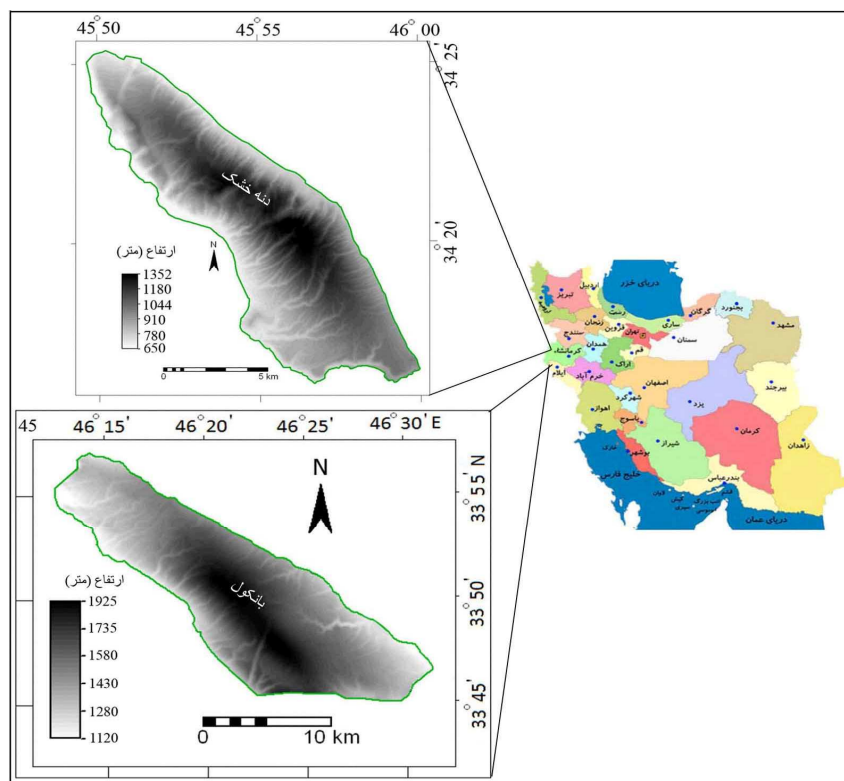 45° 50'
45° 55'
46° 00'
34° 25'
34° 20'
دنه خشک
ارتفاع (متر)
1352
1180
1044
910
780
650
N
0
5 km
45
46° 15'
46° 20'
46° 25'
46° 30' E
33° 55' N
33° 50'
33° 45'
N
بانکول
ارتفاع (متر)
1925
1735
1580
1430
1280
1120
0
10 km
دریای خزر
اردبیل
تبریز
رشت
گرگان
بجنورد
مشهد
ساری
زنجان
قزوین
تهران
سمنان
سنندج
همدان
قم
کرمانشاه
اراک
ایلام
خرم آباد
اصفهان
بیرجند
شهرکرد
یزد
اهواز
یاسوج
کرمان
شیراز
زاهدان
بوشهر
خلیج فارس
بندرعباس
قشم
کیش
دریای عمان